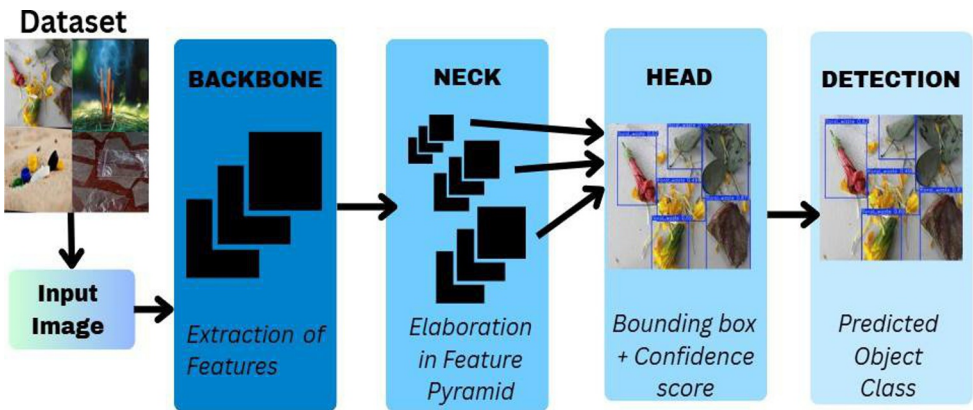 Dataset
Input
Image
BACKBONE
Extraction of
Features
NECK
Elaboration
in Feature
Pyramid
HEAD
Bounding box
+ Confidence
score
DETECTION
Predicted
Object
Class